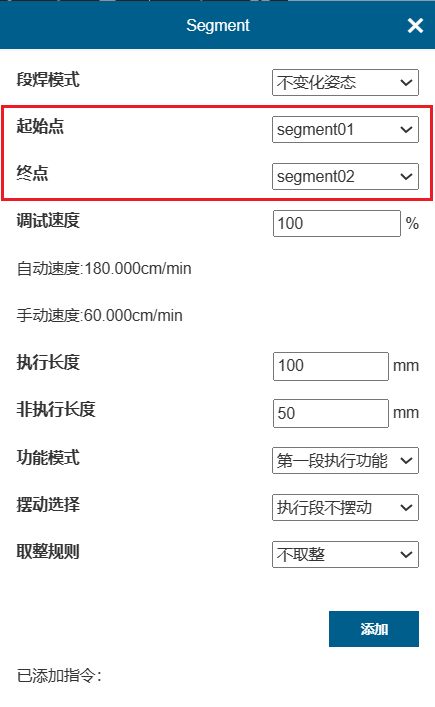 Segment
段焊模式 不变化姿态
起始点 segment01
终点 segment02
调试速度 100 %
自动速度:180.000cm/min
手动速度:60.000cm/min
执行长度 100 mm
非执行长度 50 mm
功能模式 第一段执行功能
摆动选择 执行段不摆动
取整规则 不取整
添加
已添加指令: